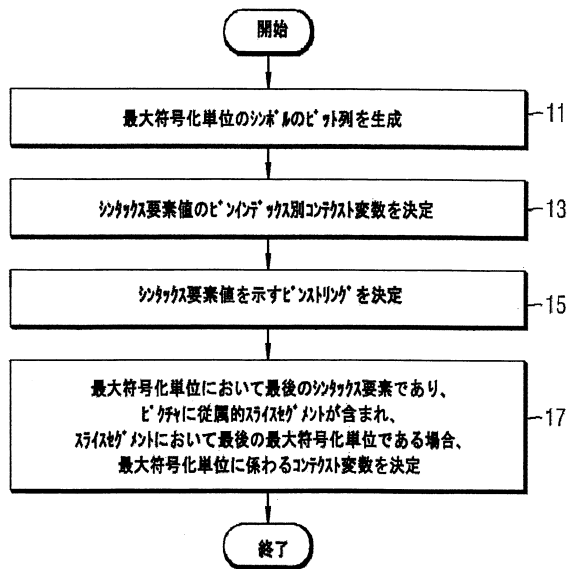 開始
最大符号化単位のシンボルのビット列を生成
11
シンタックス要素値のビンインデックス別コンテクスト変数を決定
13
シンタックス要素値を示すビンストリングを決定
15
最大符号化単位において最後のシンタックス要素であり、
ピクチャに従属的スライスセグメントが含まれ、
スライスセグメントにおいて最後の最大符号化単位である場合、
最大符号化単位に係わるコンテクスト変数を決定
17
終了